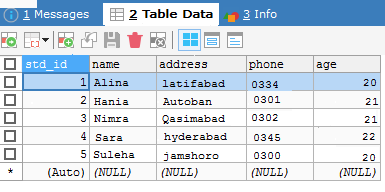 1 Messages 2 Table Data 3 Info
std_id name address phone age
1 Alina latifabad 0334 20
2 Hania Autoban 0301 21
3 Nimra Qasimabad 0302 21
4 Sara hyderabad 0345 22
5 Suleha jamshoro 0300 20
* (Auto) (NULL) (NULL) (NULL) (NULL)